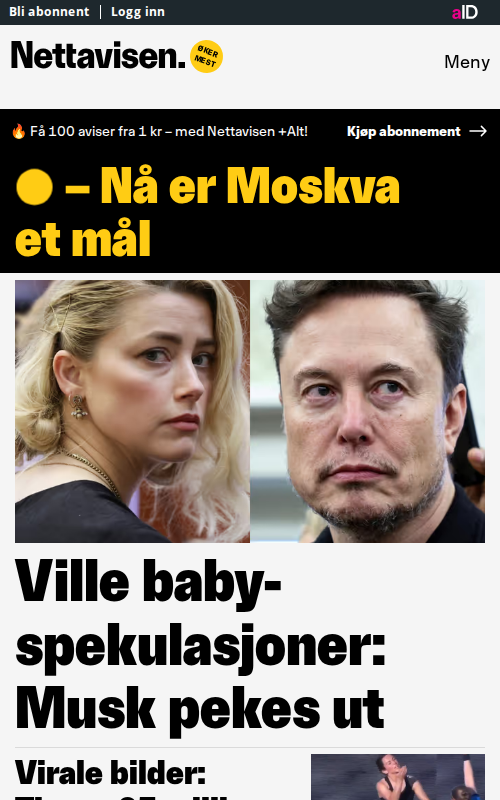 Bli abonnent | Logg inn
aID
Nettavisen.
ØKER
MEST
Meny
Få 100 aviser fra 1 kr – med Nettavisen +Alt!
Kjøp abonnement →
– Nå er Moskva
et mål
Ville baby-
spekulasjoner:
Musk pekes ut
Virale bilder: